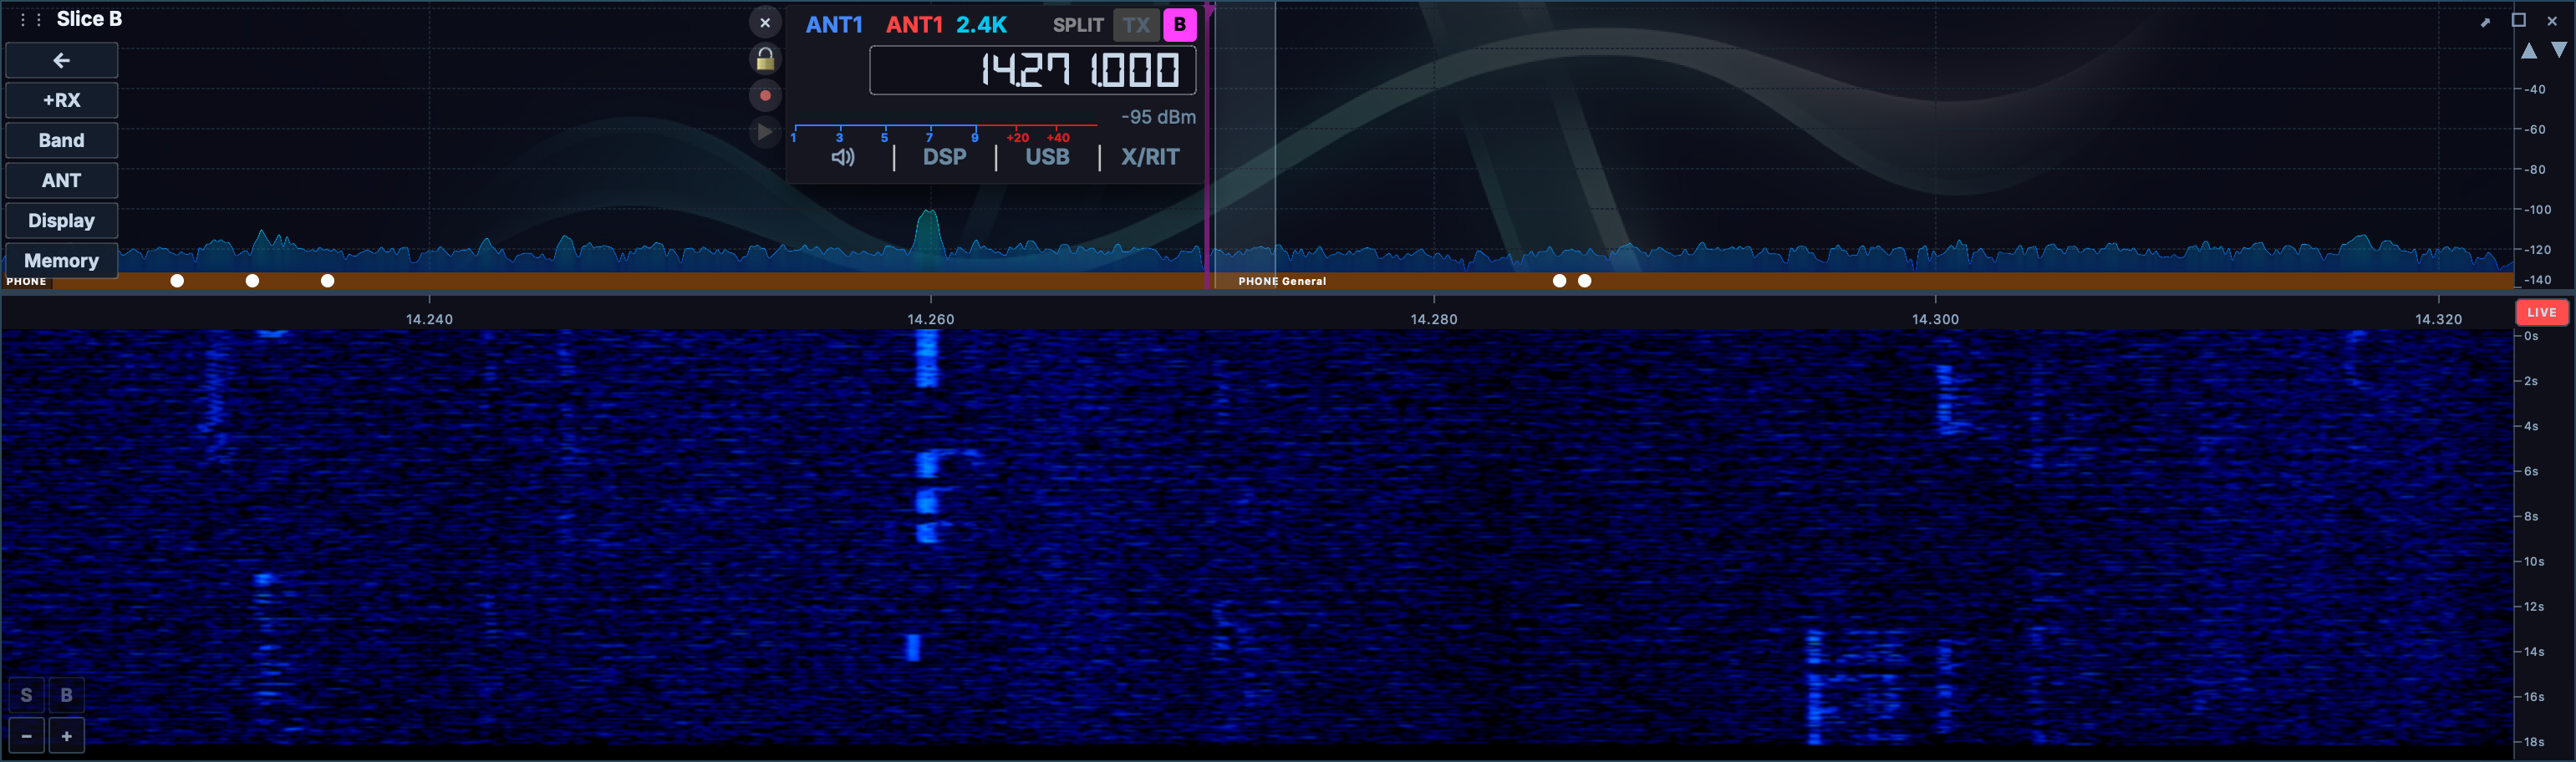 Slice B
+RX
Band
ANT
Display
Memory
ANT1 ANT1 2.4K SPLIT TX B
14.271.000
-95 dBm
1 3 5 7 9 +20 +40
DSP USB X/RIT
-40
-60
-80
-100
-120
-140
PHONE
PHONE General
14.240 14.260 14.280 14.300 14.320
LIVE
0s
2s
4s
6s
8s
10s
12s
14s
16s
18s
S B
- +